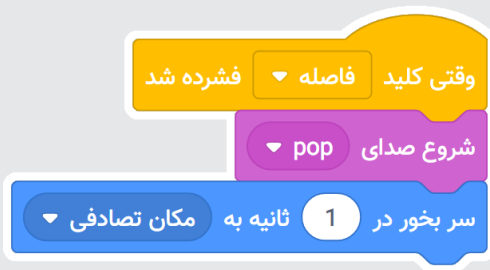 وقتی کلید فاصله فشرده شد
شروع صدای pop
سر بخور در 1 ثانیه به مکان تصادفی